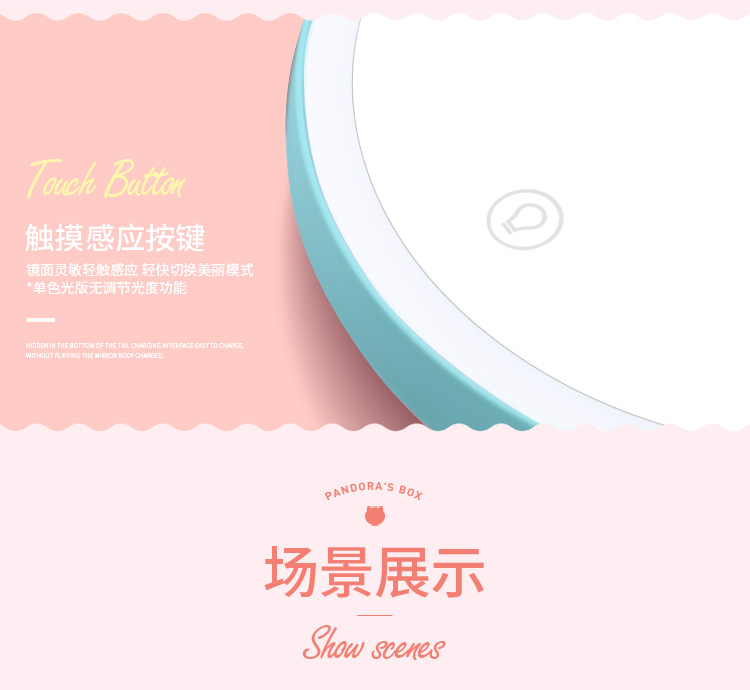 Touch Button
触摸感应按键
镜面灵敏轻触感应 轻快切换美丽模式
*单色光版无调节光度功能
HIDDEN IN THE BOTTOM OF THE TAIL CHARGING INTERFACE EASY TO CHARGE,
WITHOUT FLIPPING THE MIRROR BODY CHARGED.
PANDORA'S BOX
场景展示
Show scenes